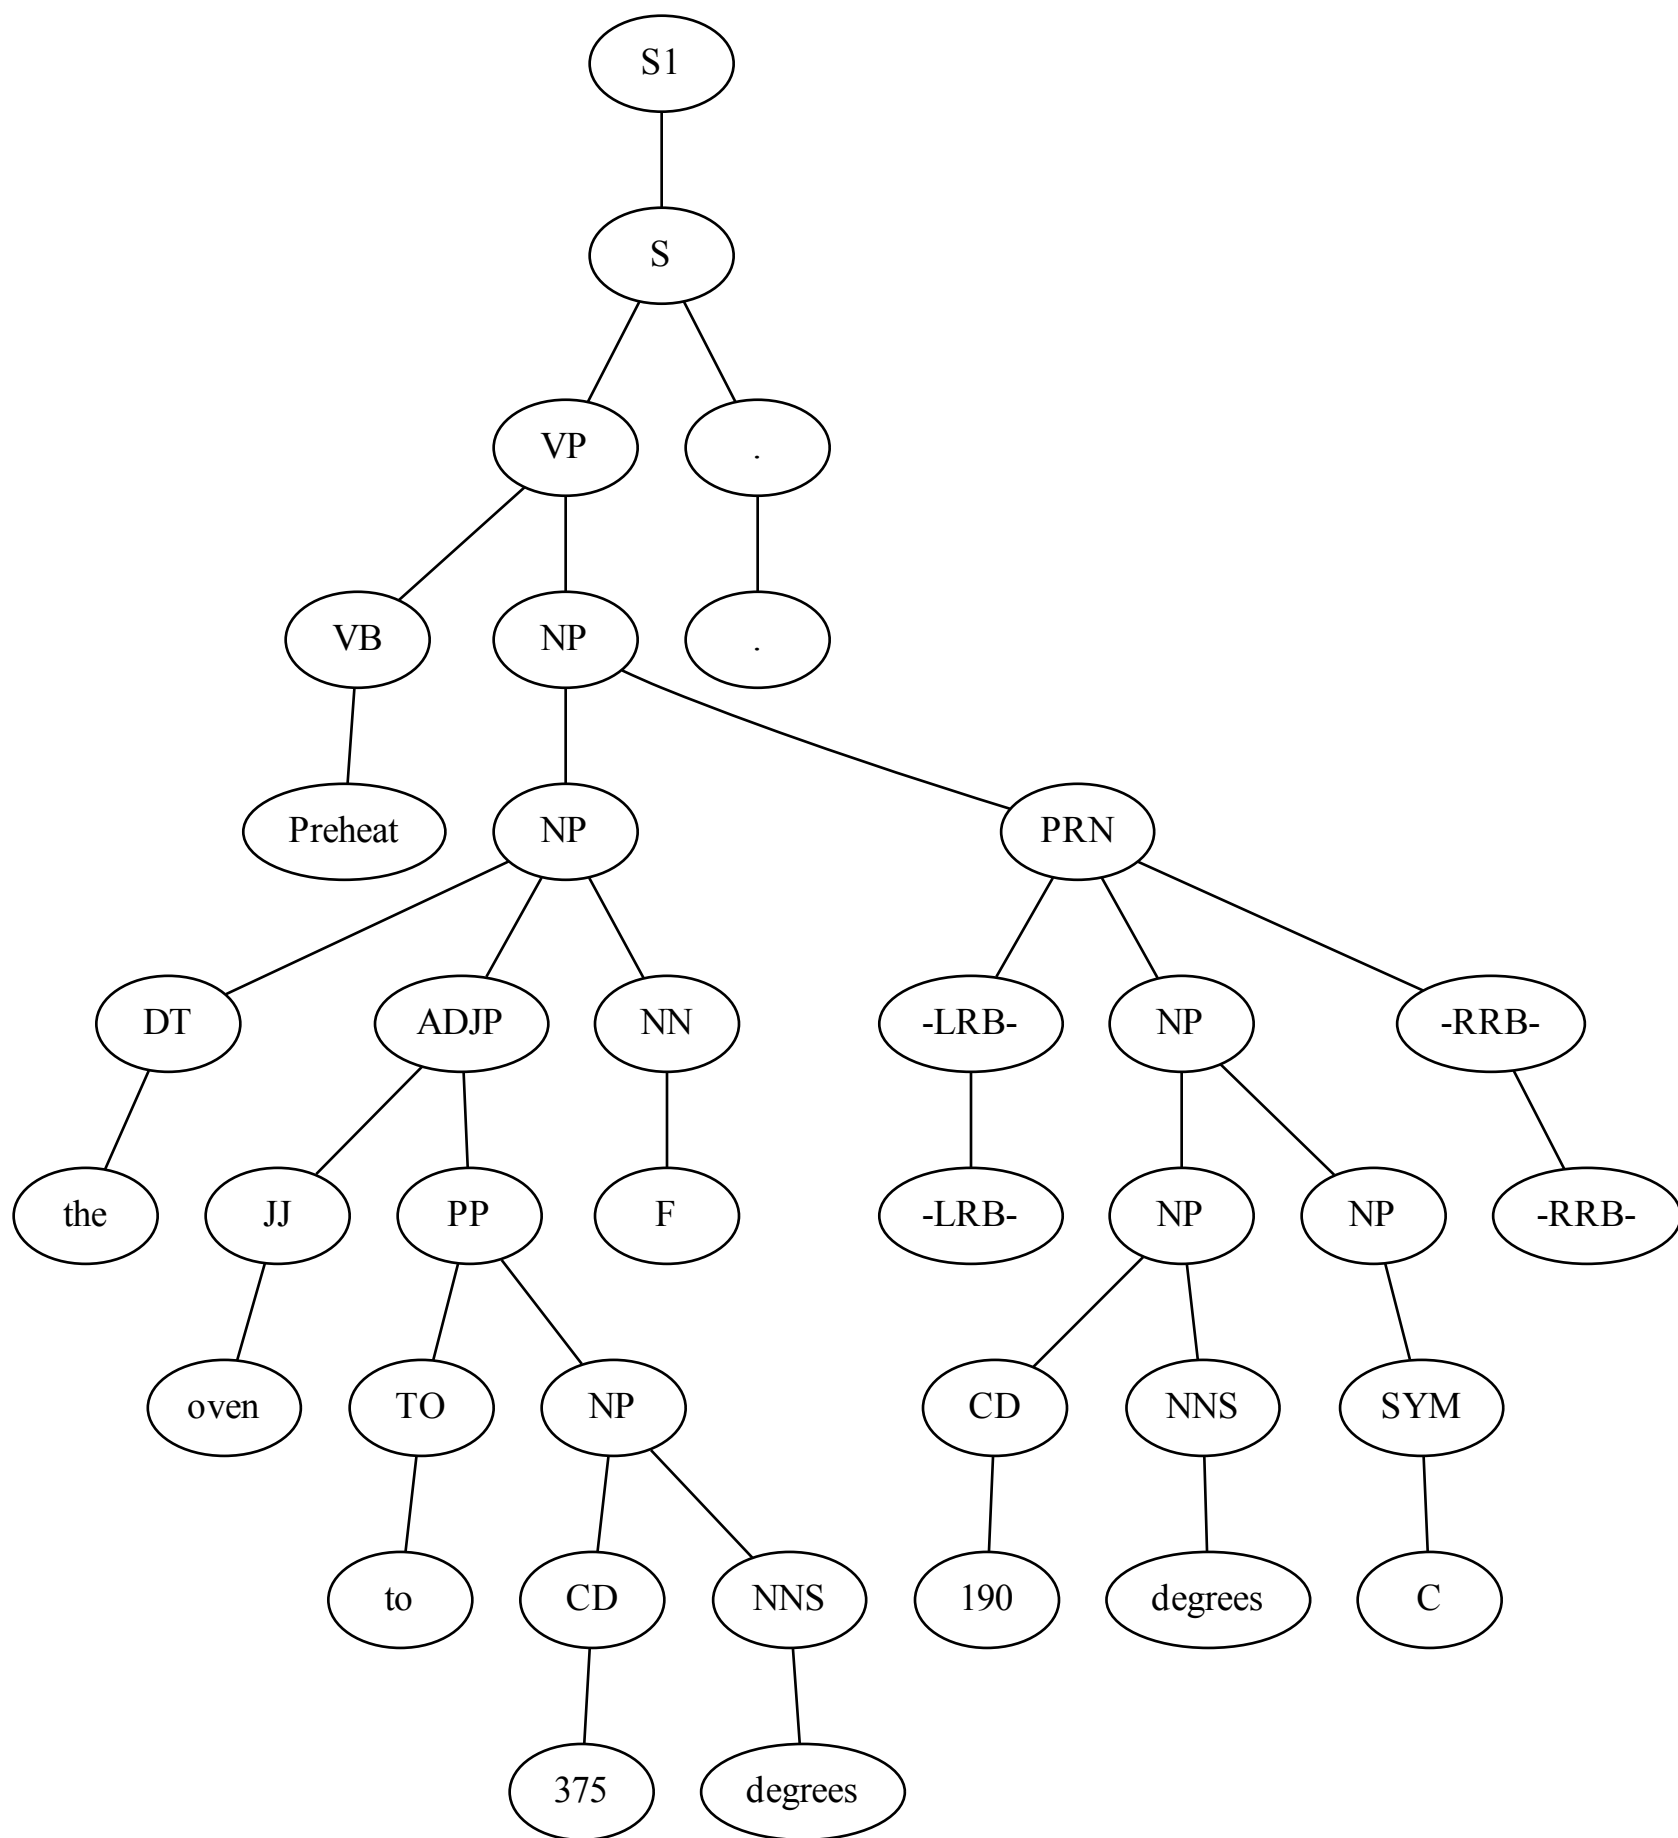 S1
S
VP .
VB NP .
Preheat NP PRN
DT ADJP NN -LRB- NP -RRB-
the JJ PP F -LRB- NP NP -RRB-
oven TO NP CD NNS SYM
to CD NNS 190 degrees C
375 degrees